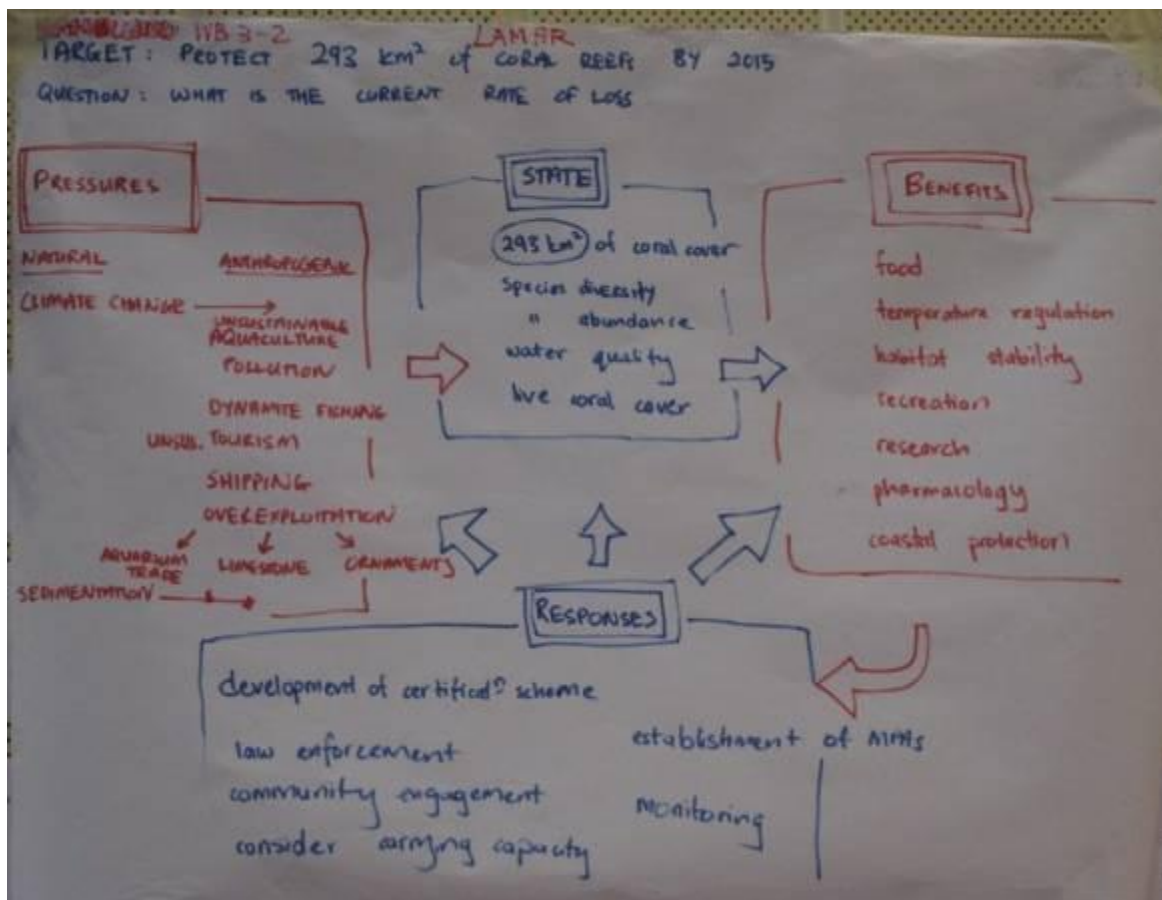 IVB 3-2 LAMAR
TARGET: PROTECT 293 km² of CORAL REEFS BY 2015
QUESTION: WHAT IS THE CURRENT RATE OF LOSS
PRESSURES
NATURAL
ANTHROPOGENIC
CLIMATE CHANGE
UNSUSTAINABLE
AQUACULTURE
POLLUTION
DYNAMITE FISHING
UNSUS. TOURISM
SHIPPING
OVEREXPLOITATION
AQUARIUM
TRADE
LIMESTONE
ORNAMENTS
SEDIMENTATION
STATE
293 km² of coral cover
Species diversity
" abundance
water quality
live coral cover
BENEFITS
food
temperature regulation
habitat stability
recreation
research
pharmacology
coastal protection
RESPONSES
development of certificatn scheme
law enforcement
community engagement
consider carrying capacity
establishment of MPAs
monitoring